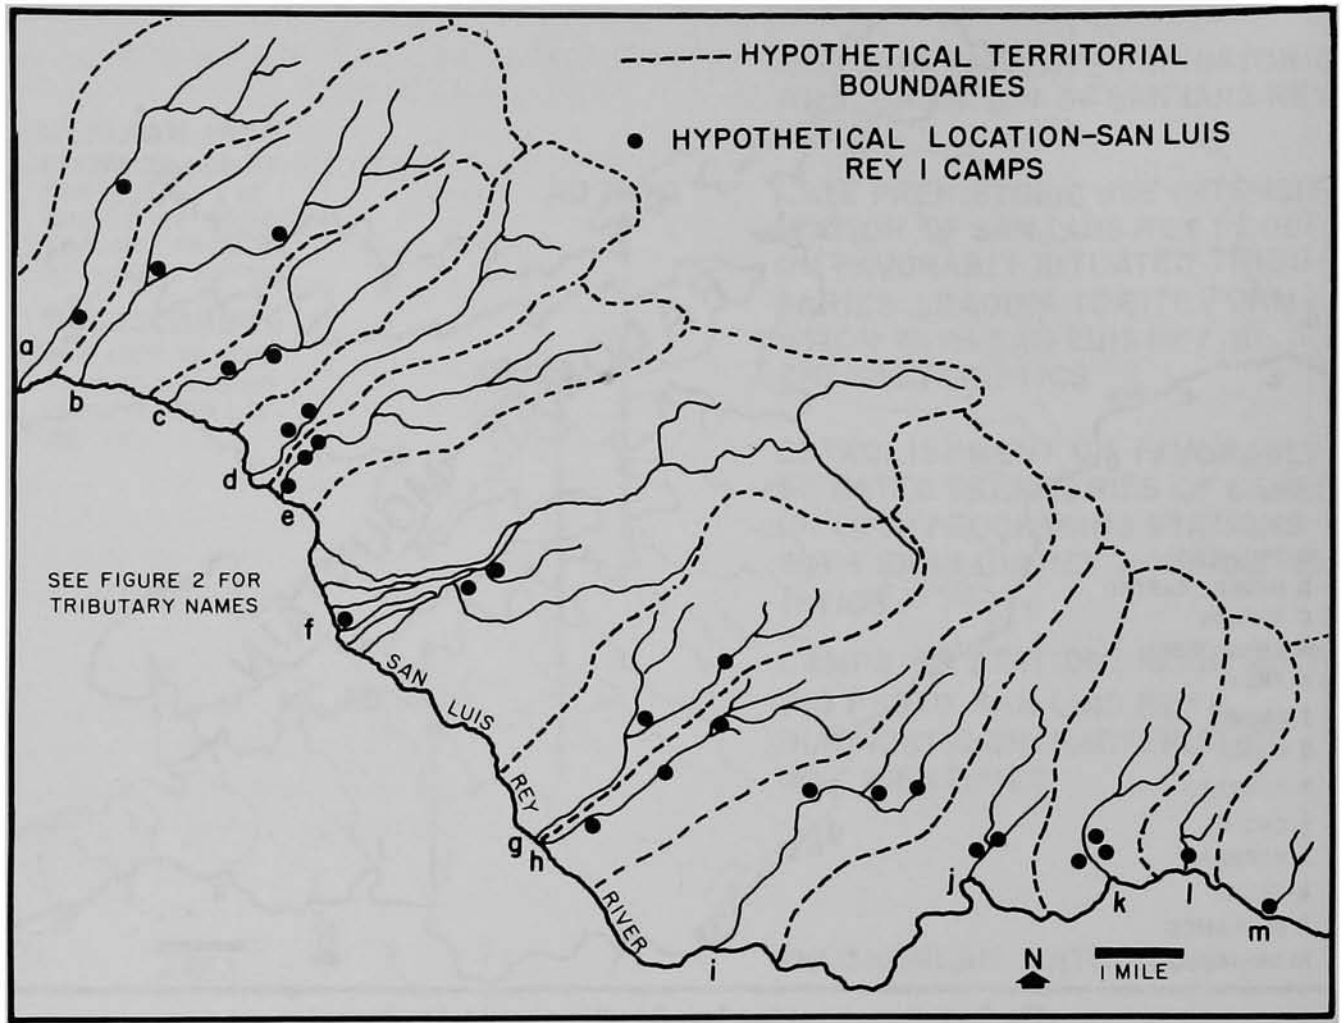 HYPOTHETICAL TERRITORIAL
BOUNDARIES
HYPOTHETICAL LOCATION-SAN LUIS
REY I CAMPS
a
b
c
d
e
SEE FIGURE 2 FOR
TRIBUTARY NAMES
f
SAN
LUIS
REY
g
h
RIVER
i
j
k
l
m
N
1 MILE